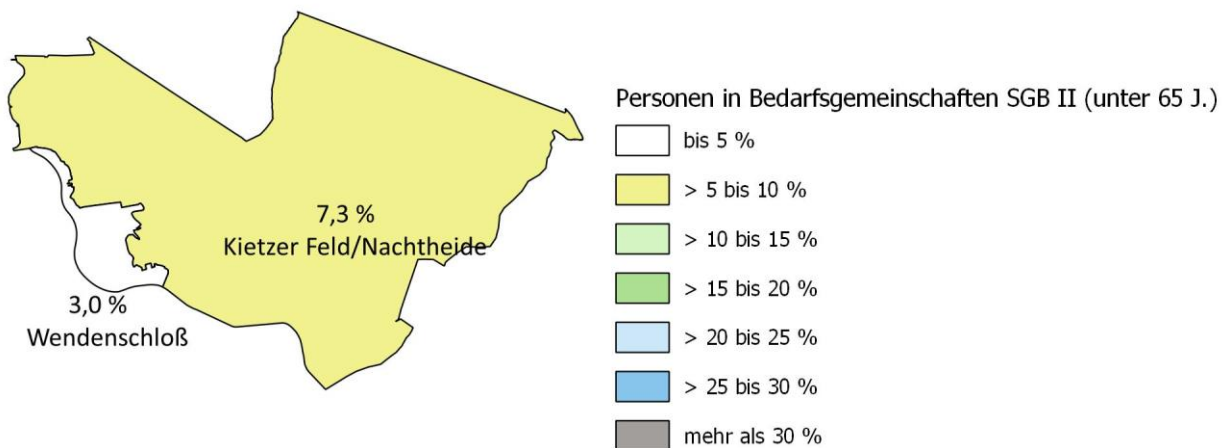 7,3 %
Kietzer Feld/Nachtheide
3,0 %
Wendenschloß
Personen in Bedarfsgemeinschaften SGB II (unter 65 J.)
bis 5 %
> 5 bis 10 %
> 10 bis 15 %
> 15 bis 20 %
> 20 bis 25 %
> 25 bis 30 %
mehr als 30 %